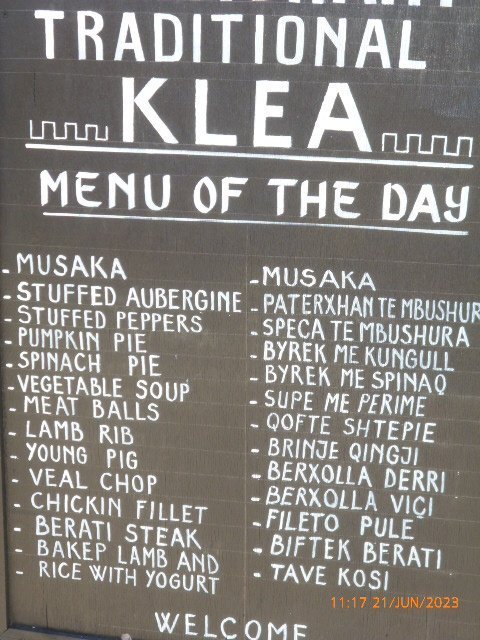 TRADITIONAL
KLEA
MENU OF THE DAY
- MUSAKA
- STUFFED AUBERGINE
- STUFFED PEPPERS
- PUMPKIN PIE
- SPINACH PIE
- VEGETABLE SOUP
- MEAT BALLS
- LAMB RIB
- YOUNG PIG
- VEAL CHOP
- CHICKIN FILLET
- BERATI STEAK
- BAKEP LAMB AND
- RICE WITH YOGURT
- MUSAKA
- PATERXHAN TE MBUSHUR
- SPECA TE MBUSHURA
- BYREK ME KUNGULL
- BYREK ME SPINAQ
- SUPE ME PERIME
- QOFTE SHTEPIE
- BRINJE QINGJI
- BERXOLLA DERRI
- BERXOLLA VIÇI
- FILETO PULE
- BIFTEK BERATI
- TAVE KOSI
WELCOME
11:17 21/JUN/2023